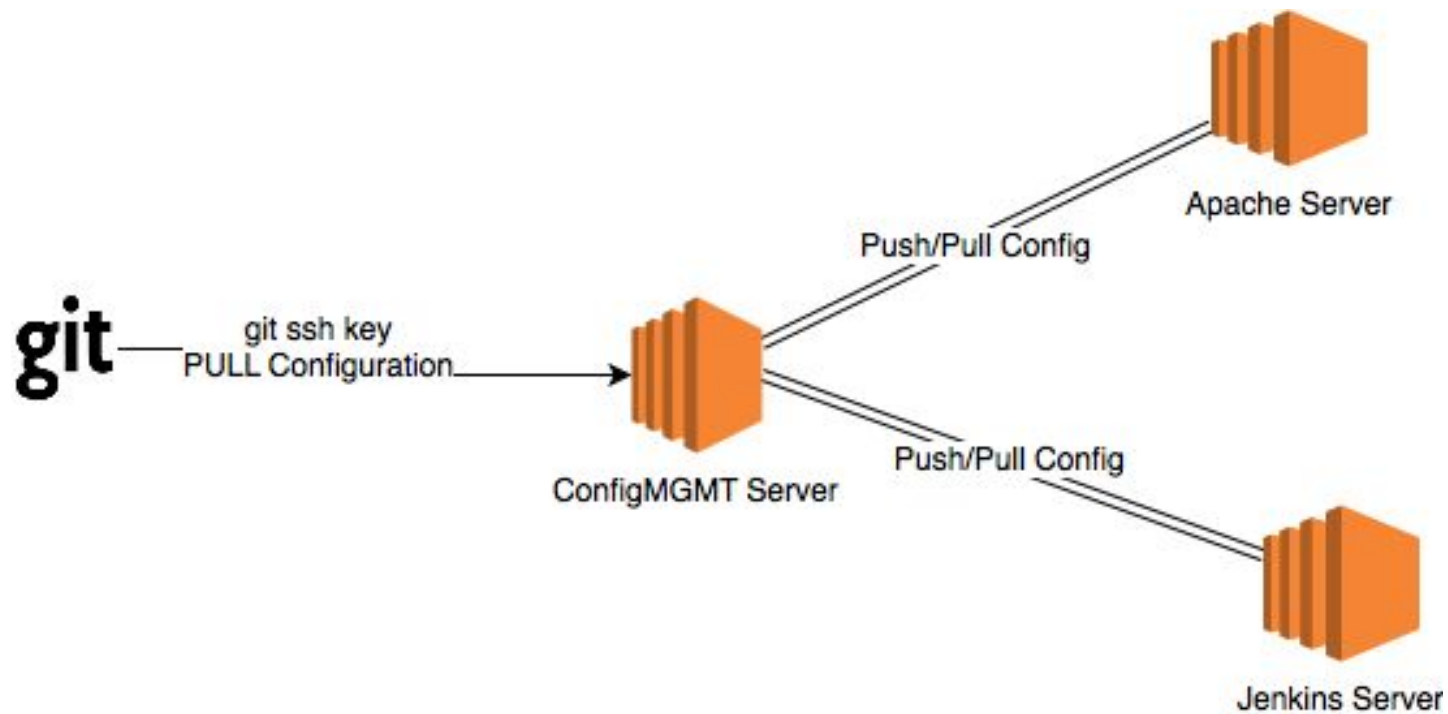 git
git ssh key
PULL Configuration
ConfigMGMT Server
Push/Pull Config
Apache Server
Push/Pull Config
Jenkins Server